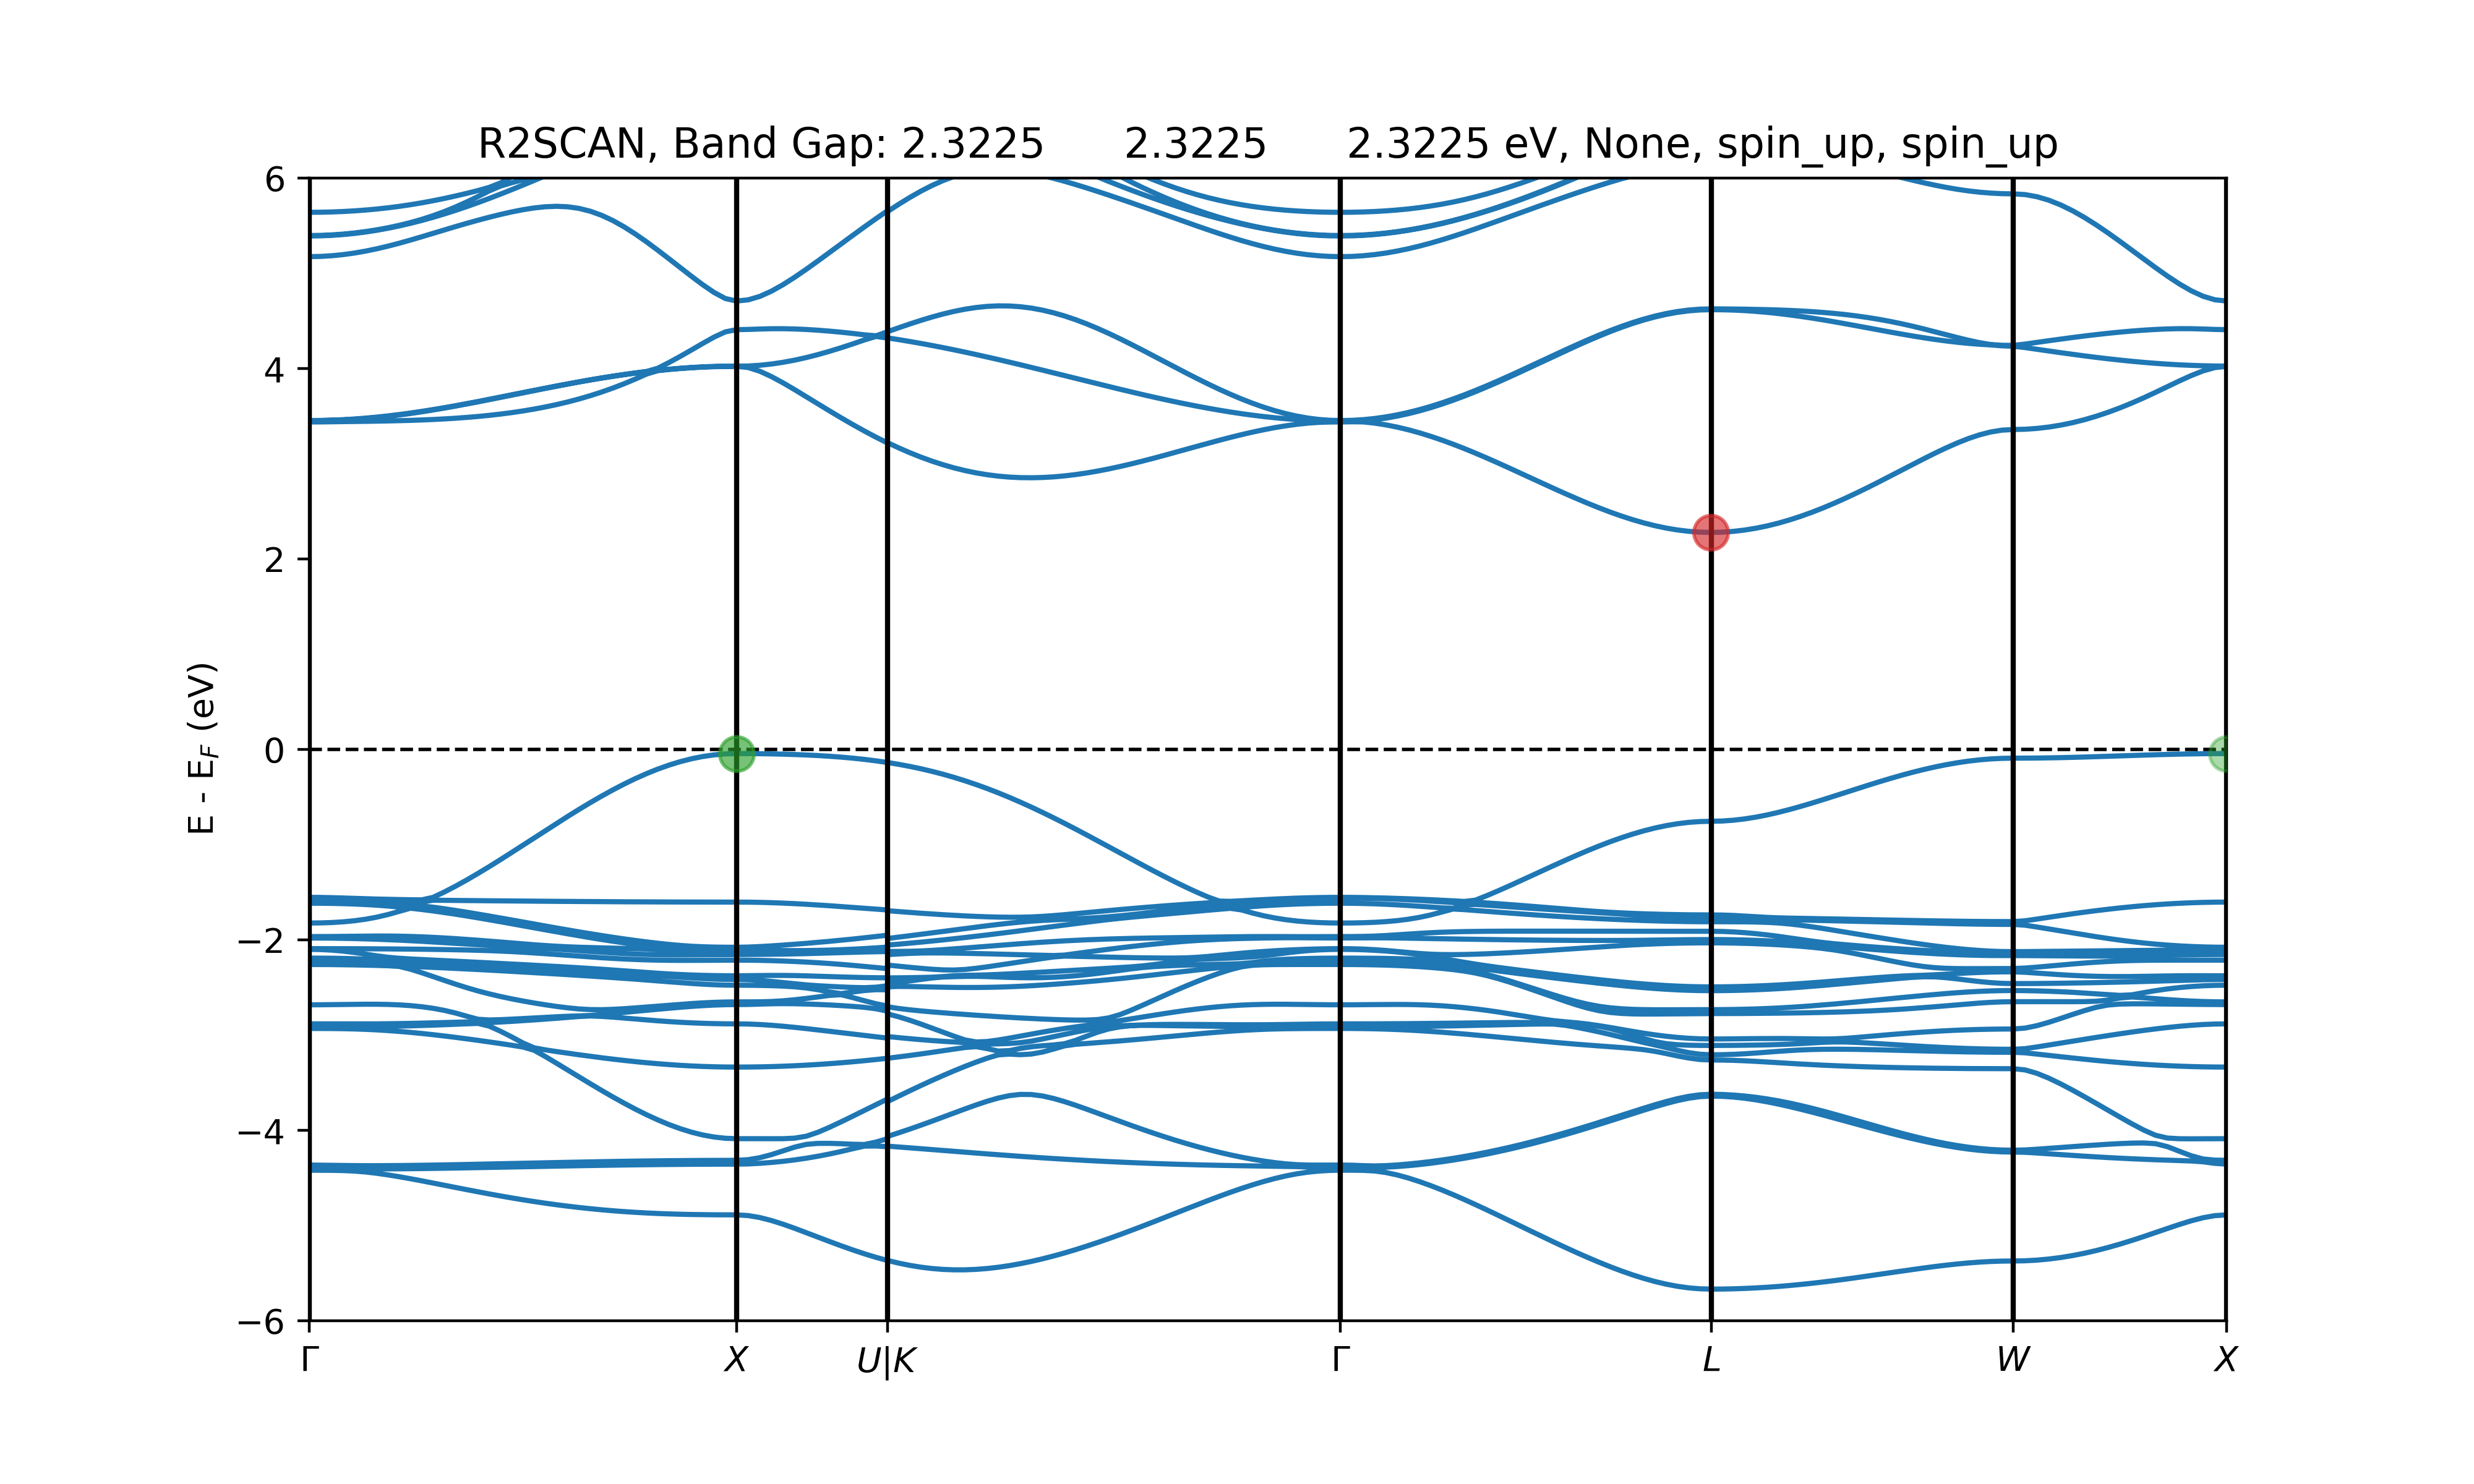 R2SCAN, Band Gap: 2.3225 2.3225 2.3225 eV, None, spin_up, spin_up
6
4
2
0
−2
−4
−6
E - E_F (eV)
Γ X U|K Γ L W X